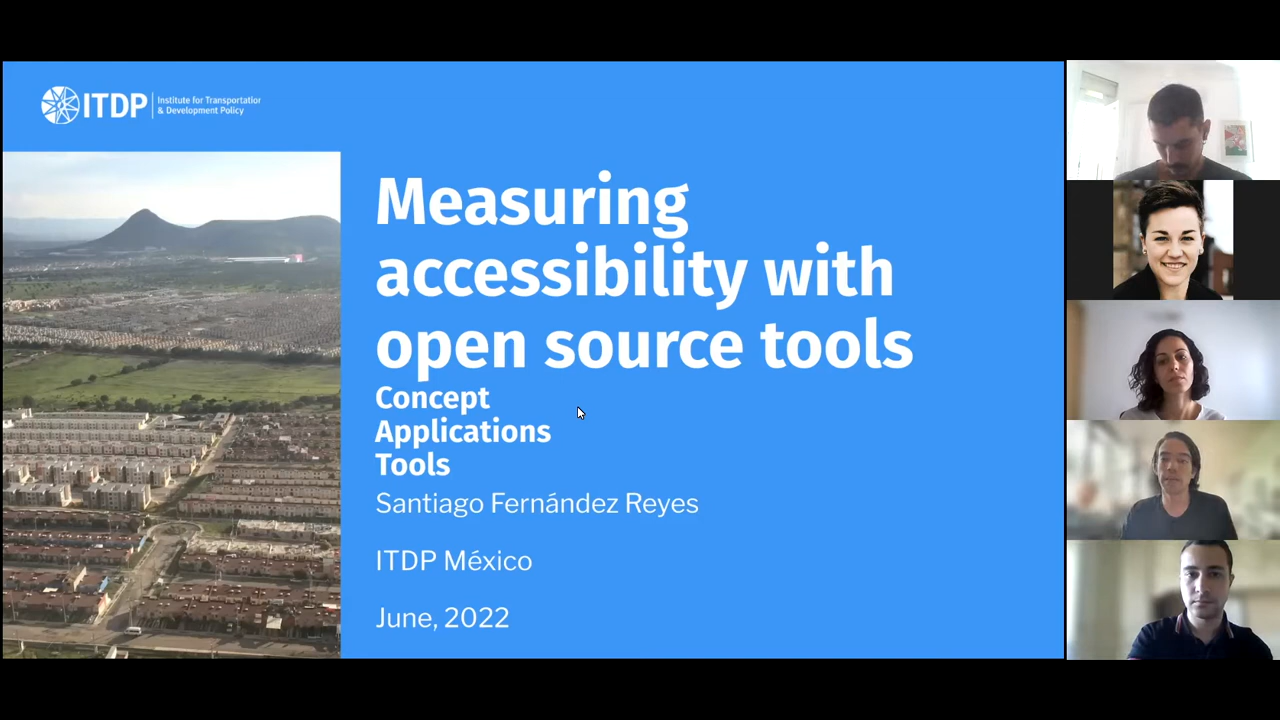 ITDP
Institute for Transportation
& Development Policy
Measuring
accessibility with
open source tools
Concept
Applications
Tools
Santiago Fernández Reyes
ITDP México
June, 2022